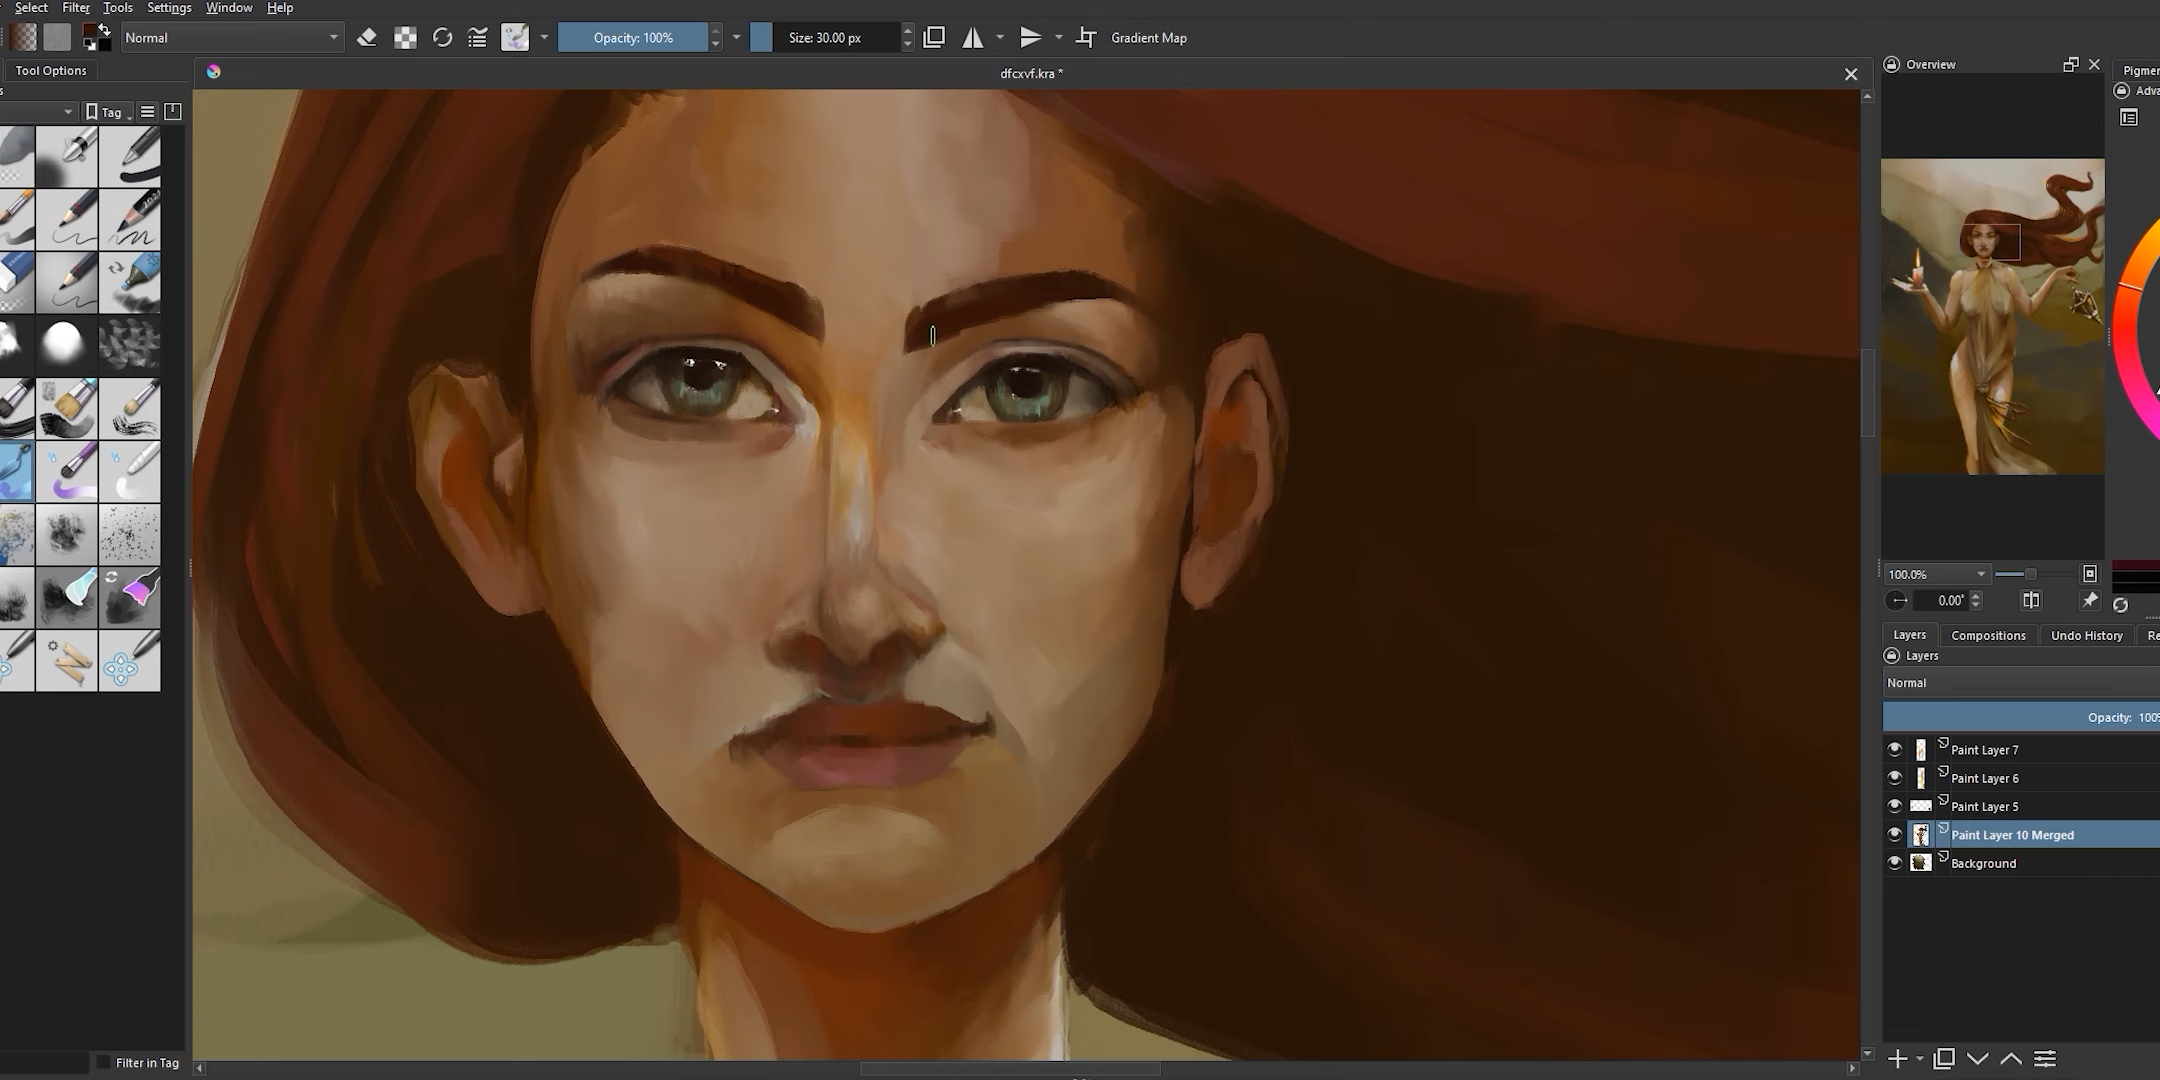 Select Filter Tools Settings Window Help
Normal Opacity: 100% Size: 30.00 px Gradient Map
Tool Options
dfcxvf.kra *
Overview
Tag
100.0%
0.00°
Layers Compositions Undo History
Layers
Normal
Opacity: 100%
Paint Layer 7
Paint Layer 6
Paint Layer 5
Paint Layer 10 Merged
Background
Filter in Tag